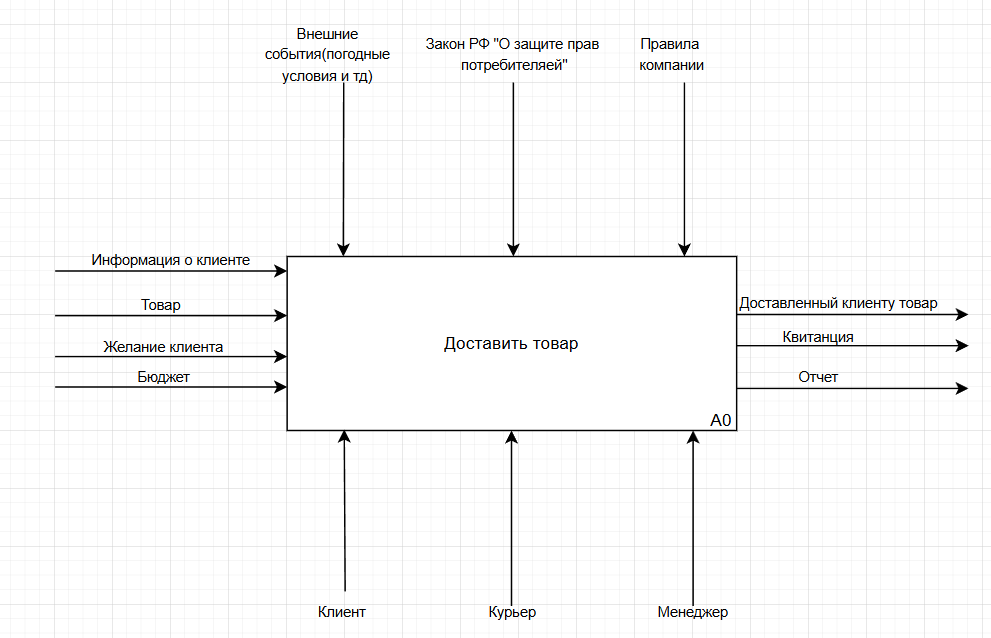 Внешние
события(погодные
условия и тд)
Закон РФ "О защите прав
потребителяей"
Правила
компании
Информация о клиенте
Товар
Желание клиента
Бюджет
Доставить товар
A0
Доставленный клиенту товар
Квитанция
Отчет
Клиент
Курьер
Менеджер